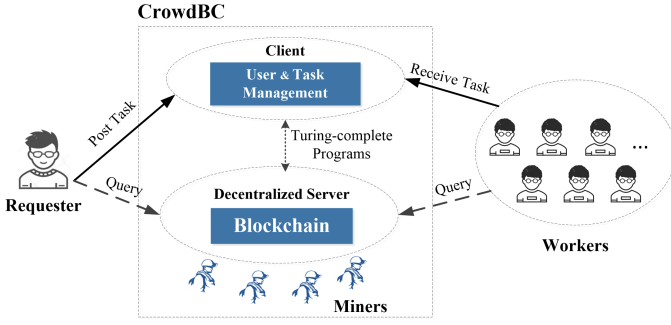 CrowdBC
Client
User & Task
Management
Post Task
Receive Task
Turing-complete
Programs
...
Query
Query
Requester
Decentralized Server
Blockchain
Workers
Miners